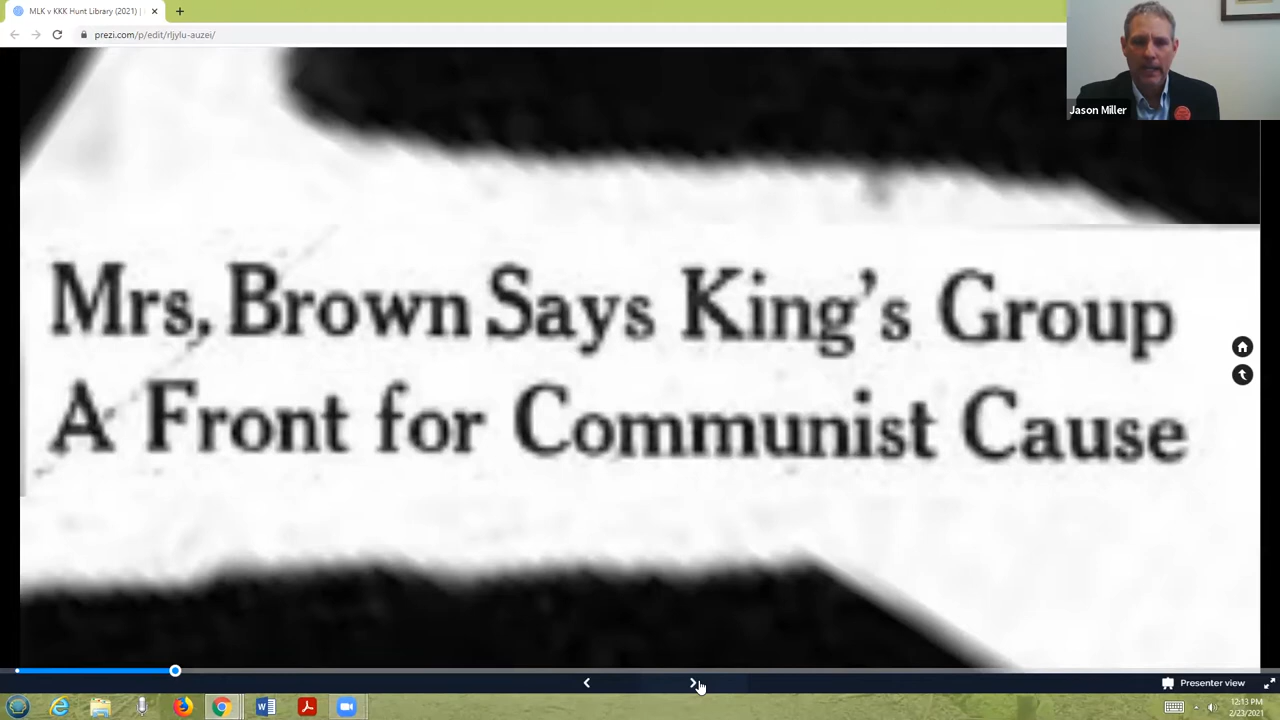 MLK v KKK Hunt Library (2021) |
prezi.com/p/edit/rljylu-auzei/
Jason Miller
Mrs, Brown Says King's Group
A Front for Communist Cause
Presenter view
12:13 PM
2/23/2021